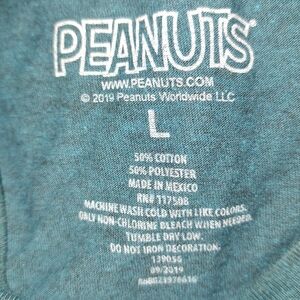 PEANUTS
WWW.PEANUTS.COM
© 2019 Peanuts Worldwide LLC
L
50% COTTON
50% POLYESTER
MADE IN MEXICO
RN# 117508
MACHINE WASH COLD WITH LIKE COLORS.
ONLY NON-CHLORINE BLEACH WHEN NEEDED.
TUMBLE DRY LOW.
DO NOT IRON DECORATION.
139056
09/2019